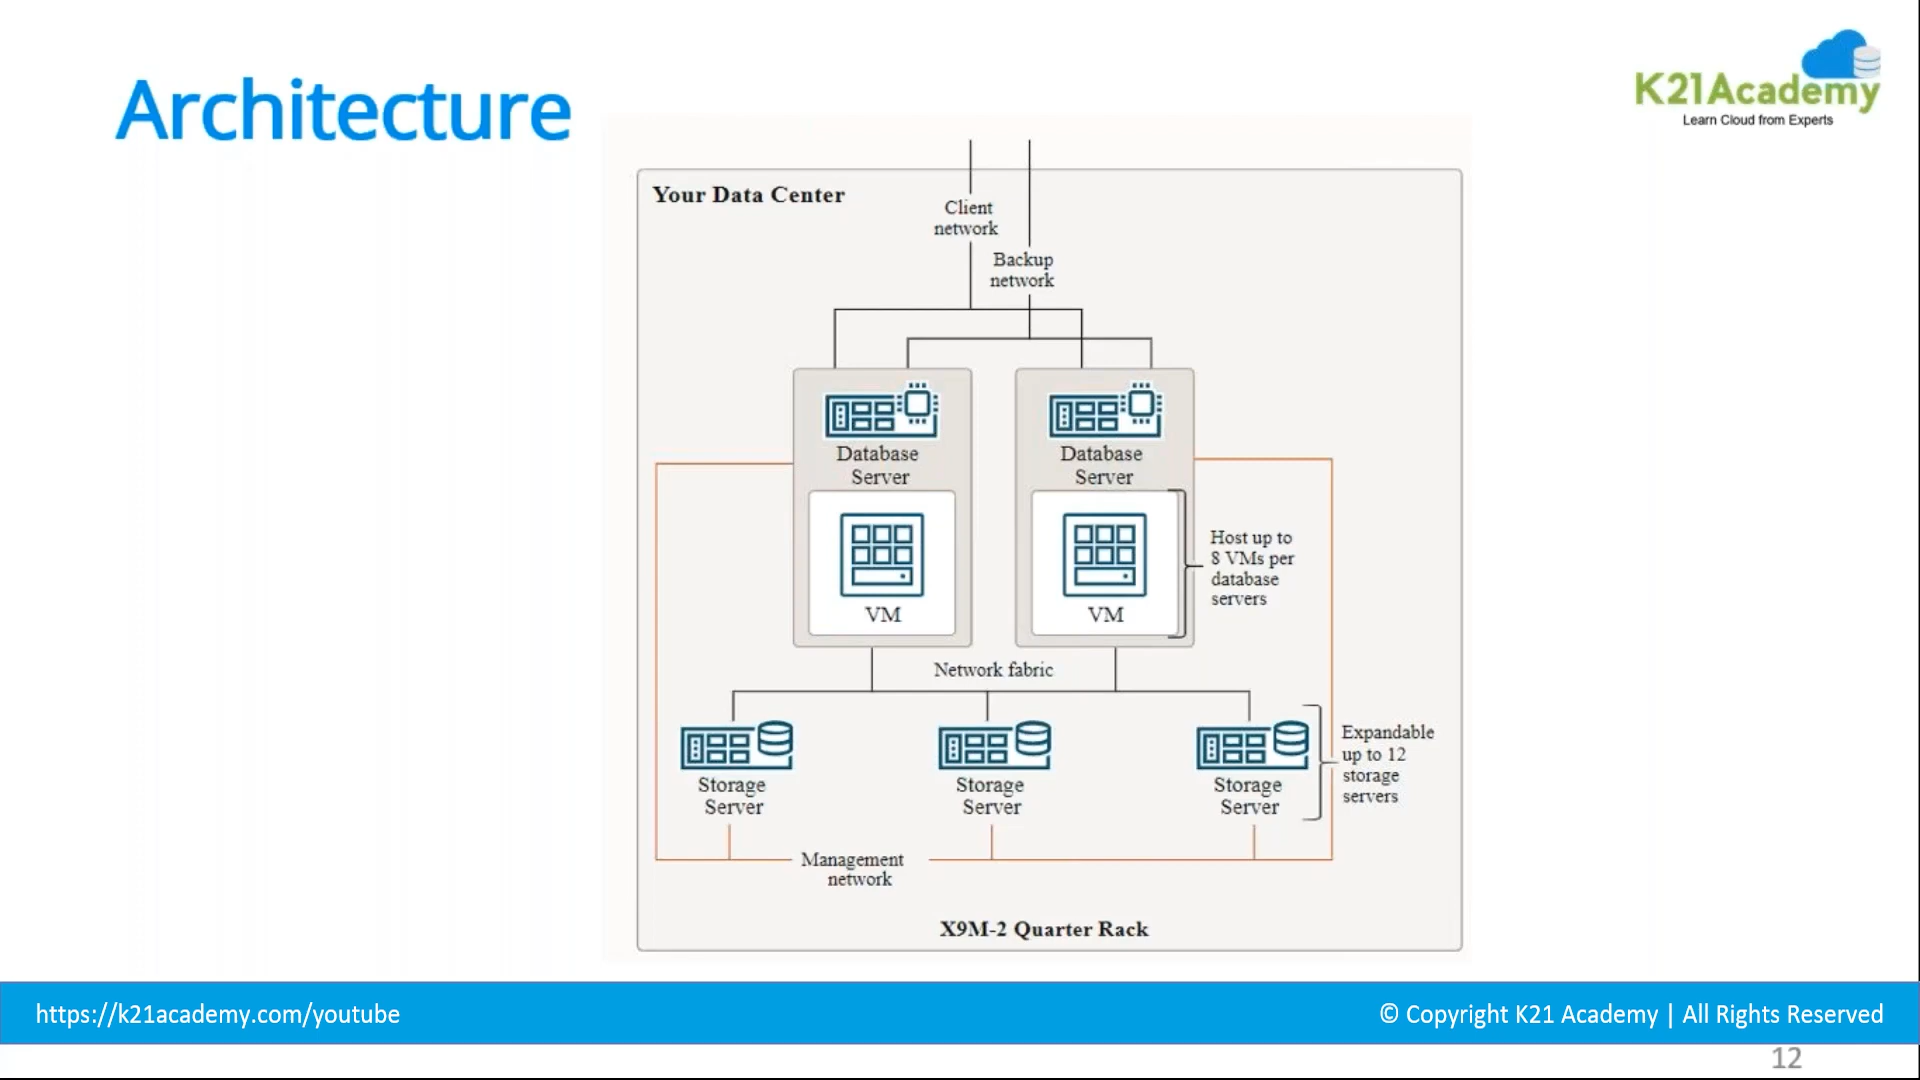 Architecture
K21Academy
Learn Cloud from Experts
Your Data Center
Client
network
Backup
network
Database
Server
Database
Server
VM
VM
Host up to
8 VMs per
database
servers
Network fabric
Storage
Server
Storage
Server
Storage
Server
Expandable
up to 12
storage
servers
Management
network
X9M-2 Quarter Rack
https://k21academy.com/youtube
© Copyright K21 Academy | All Rights Reserved
12